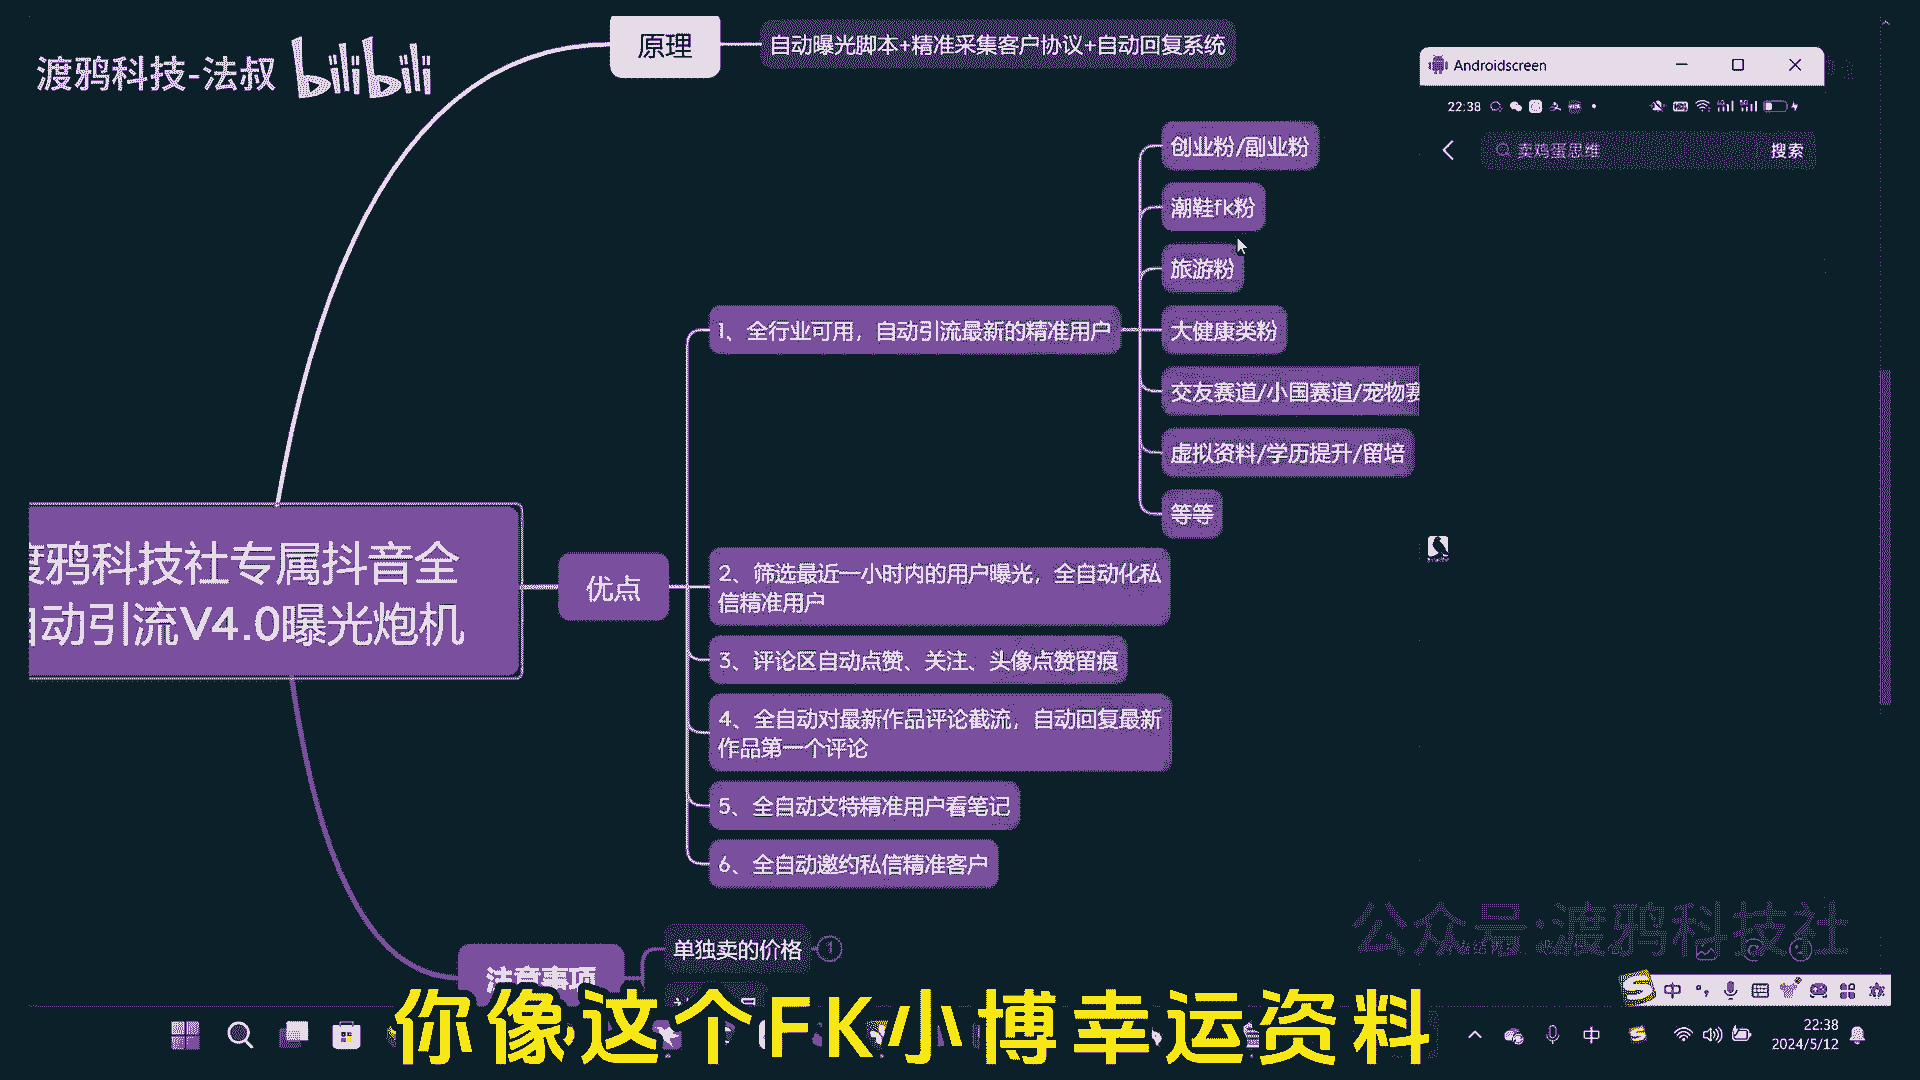 渡鸦科技-法叔 bilibili
原理
自动曝光脚本+精准采集客户协议+自动回复系统
Androidscreen
22:38
卖鸡蛋思维
搜索
创业粉/副业粉
潮鞋fk粉
旅游粉
1、全行业可用，自动引流最新的精准用户
大健康类粉
交友赛道/小国赛道/宠物赛
虚拟资料/学历提升/留培
等等
渡鸦科技社专属抖音全
自动引流V4.0曝光炮机
优点
2、筛选最近一小时内的用户曝光，全自动化私
信精准用户
3、评论区自动点赞、关注、头像点赞留痕
4、全自动对最新作品评论截流，自动回复最新
作品第一个评论
5、全自动艾特精准用户看笔记
6、全自动邀约私信精准客户
注意事项
单独卖的价格
1
公众号:渡鸦科技社
中
你像这个FK小博幸运资料
中
22:38
2024/5/12